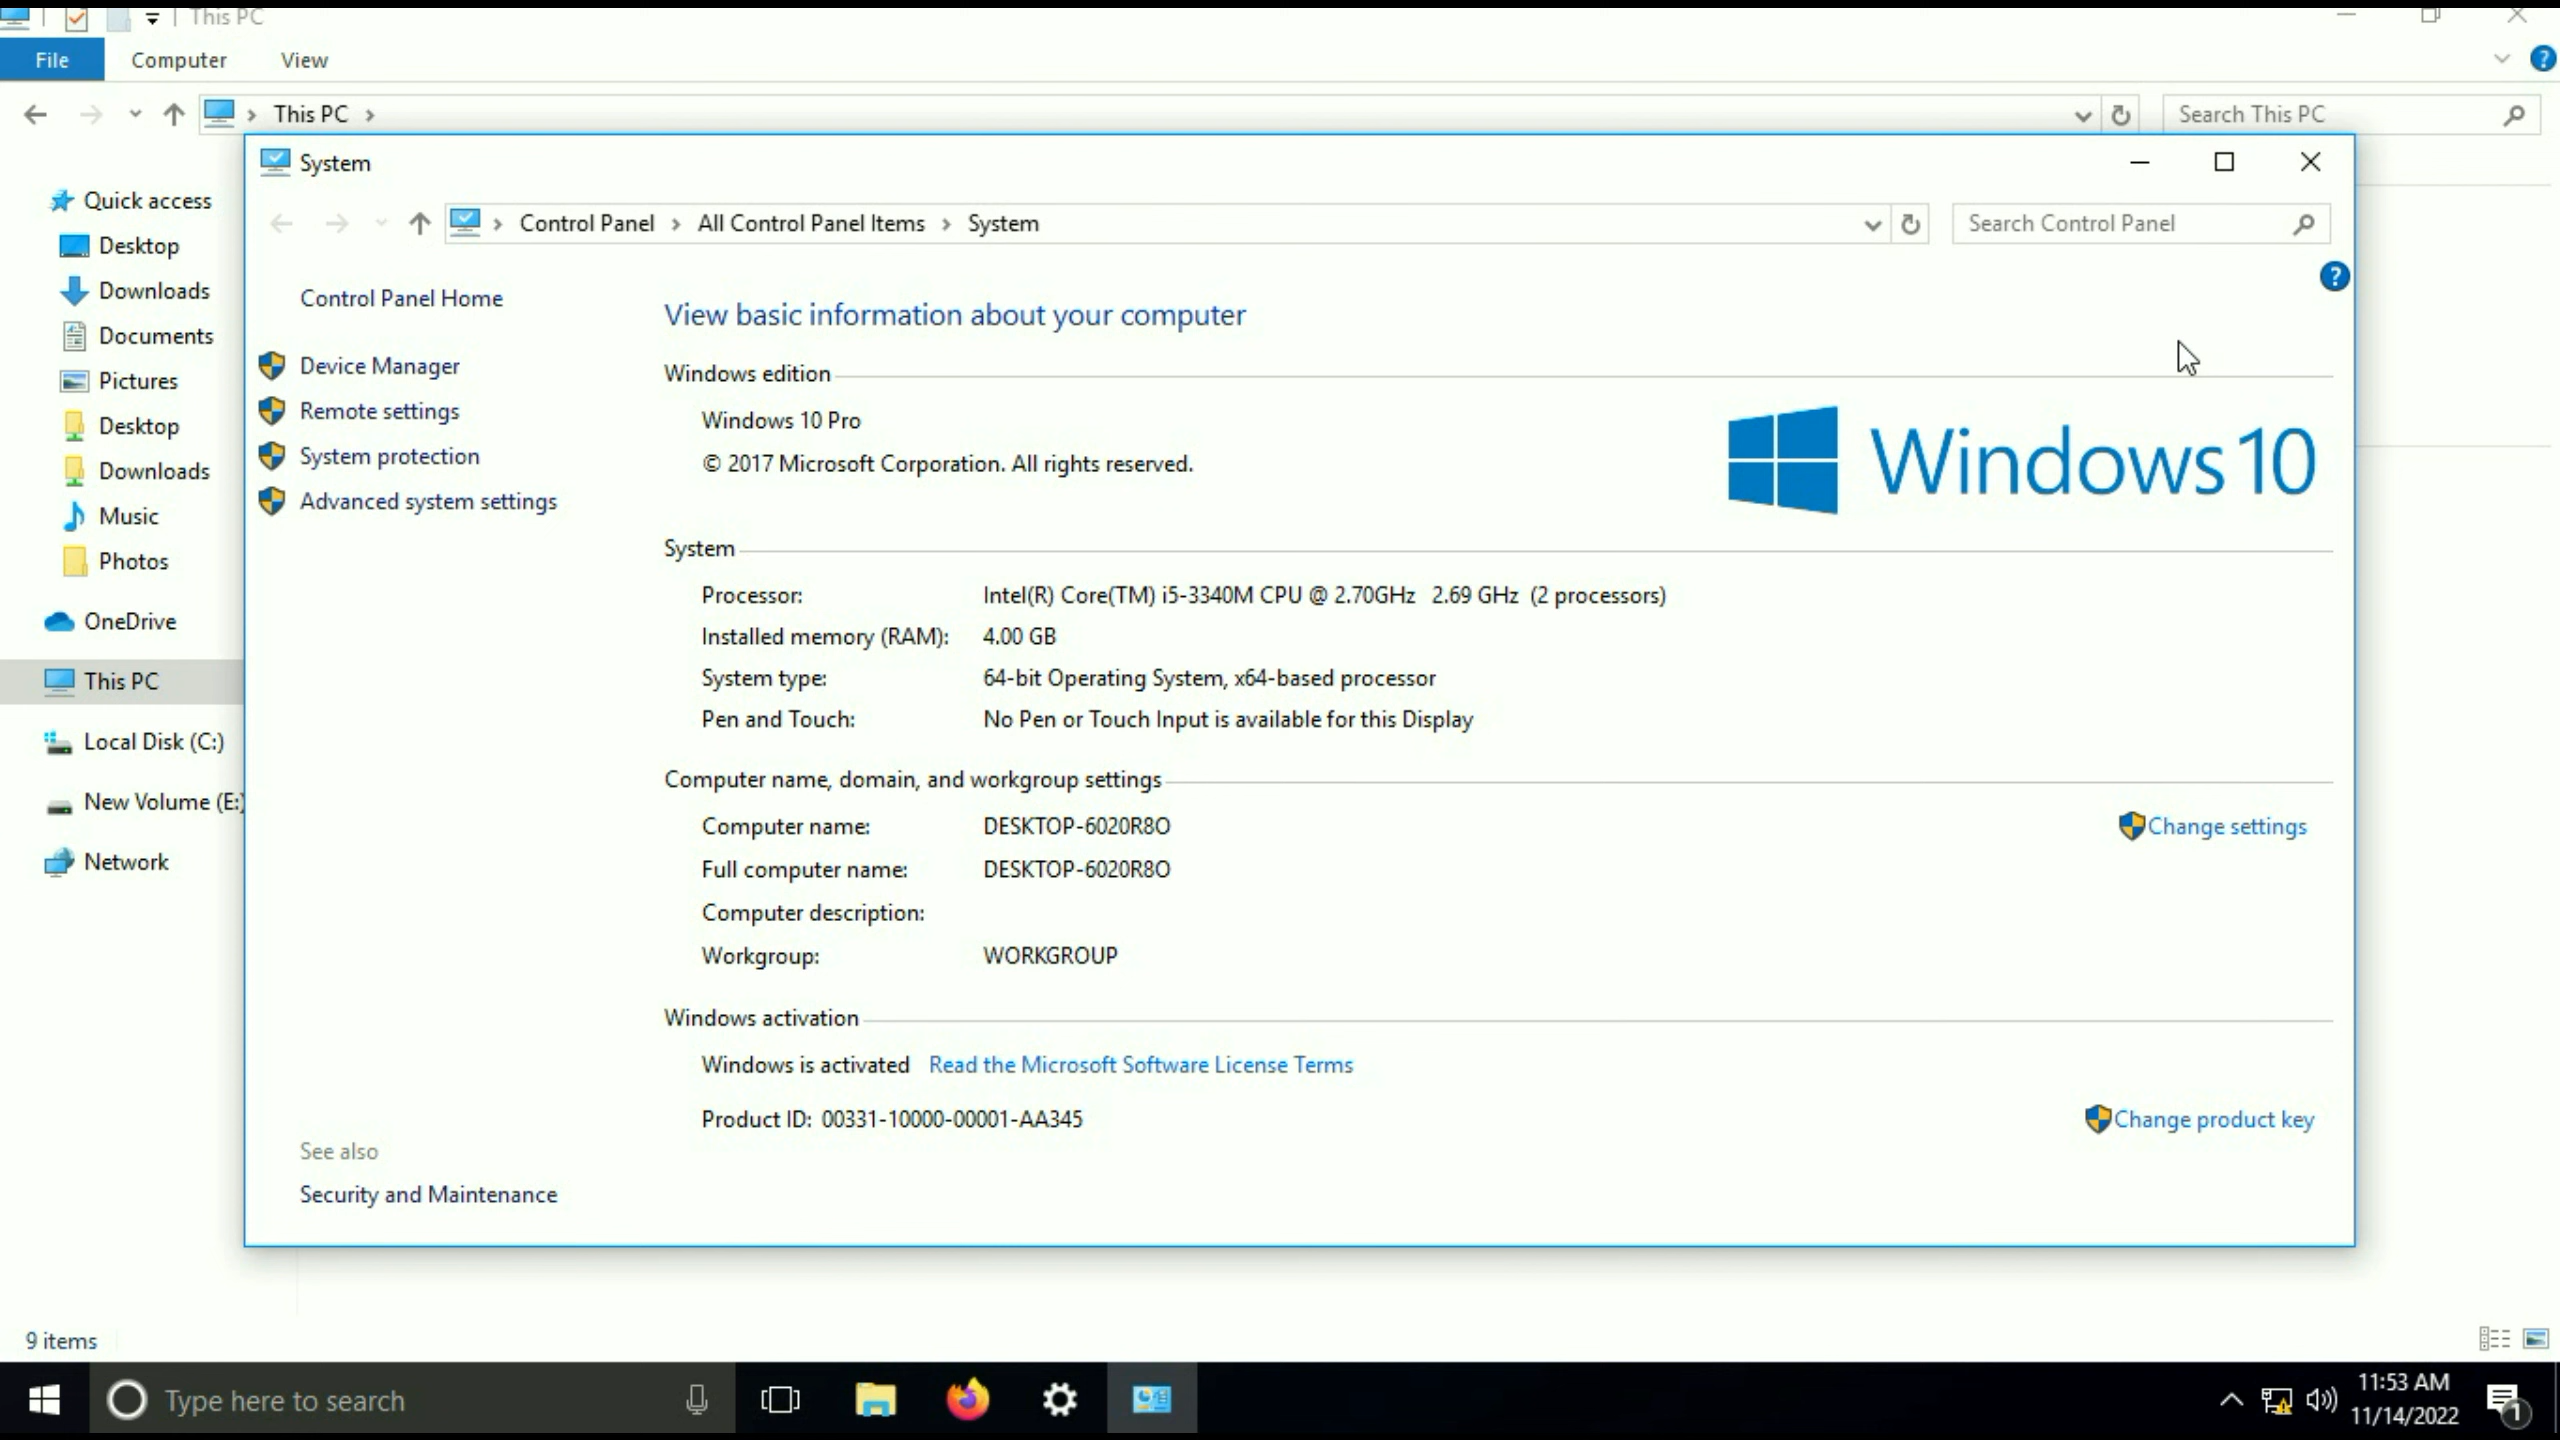 This PC
File Computer View
This PC
Search This PC
System
Control Panel All Control Panel Items System
Search Control Panel
Quick access
Desktop
Downloads
Documents
Pictures
Desktop
Downloads
Music
Photos
OneDrive
This PC
Local Disk (C:)
New Volume (E:)
Network
Control Panel Home
Device Manager
Remote settings
System protection
Advanced system settings
See also
Security and Maintenance
View basic information about your computer
Windows edition
Windows 10 Pro
© 2017 Microsoft Corporation. All rights reserved.
Windows 10
System
Processor: Intel(R) Core(TM) i5-3340M CPU @ 2.70GHz 2.69 GHz (2 processors)
Installed memory (RAM): 4.00 GB
System type: 64-bit Operating System, x64-based processor
Pen and Touch: No Pen or Touch Input is available for this Display
Computer name, domain, and workgroup settings
Computer name: DESKTOP-6020R8O
Change settings
Full computer name: DESKTOP-6020R8O
Computer description:
Workgroup: WORKGROUP
Windows activation
Windows is activated Read the Microsoft Software License Terms
Product ID: 00331-10000-00001-AA345
Change product key
9 items
Type here to search
11:53 AM
11/14/2022
1